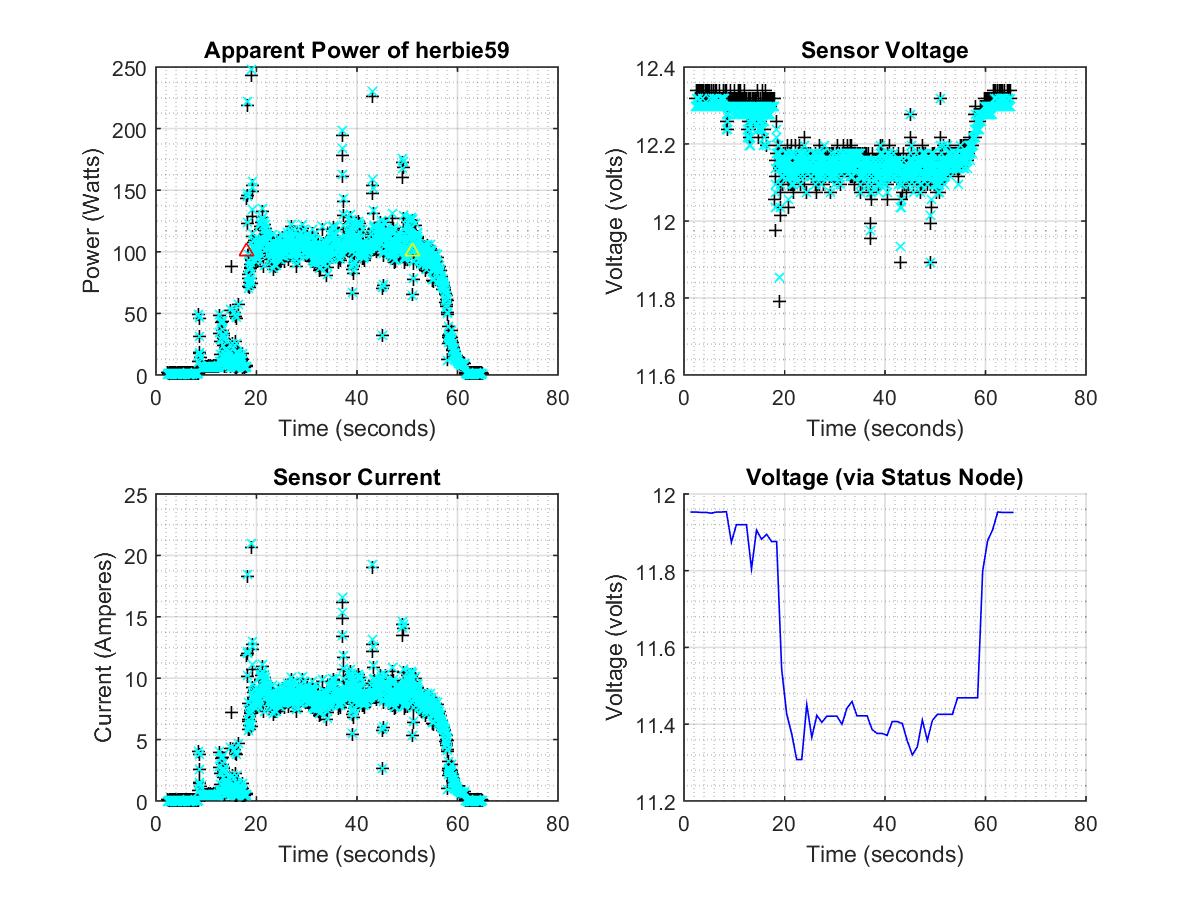 Apparent Power of herbie59
250
200
150
100
50
0
Power (Watts)
0 20 40 60 80
Time (seconds)
Sensor Voltage
12.4
12.2
12
11.8
11.6
Voltage (volts)
0 20 40 60 80
Time (seconds)
Sensor Current
25
20
15
10
5
0
Current (Amperes)
0 20 40 60 80
Time (seconds)
Voltage (via Status Node)
12
11.8
11.6
11.4
11.2
Voltage (volts)
0 20 40 60 80
Time (seconds)